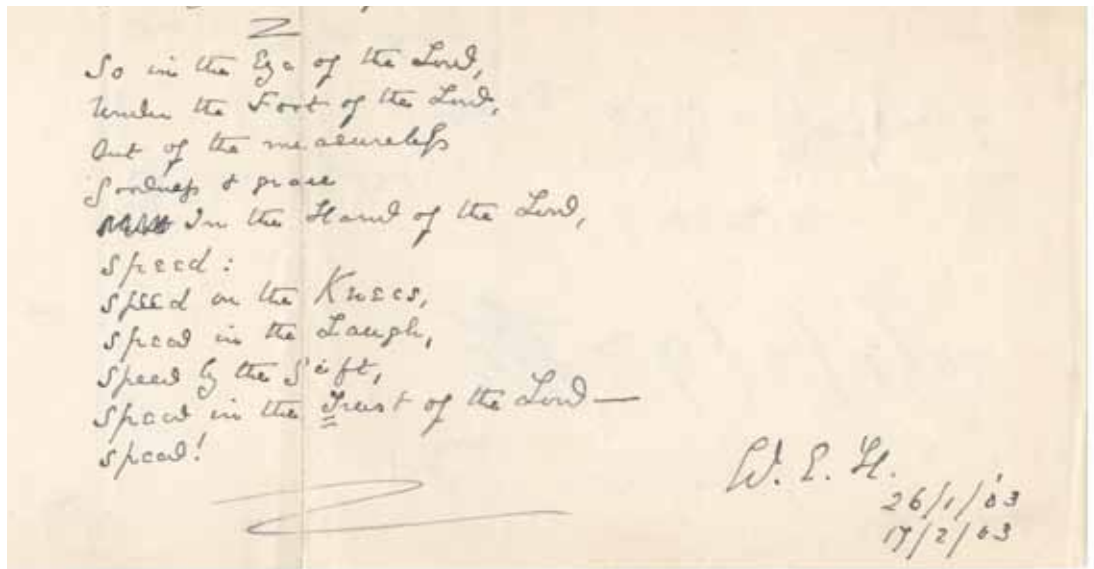 So in the Eye of the Lord,
Under the Foot of the Lord,
Out of the measureless
Goodness & grace
In the Hand of the Lord,
Speed:
Speed on the Knees,
Speed in the Laugh,
Speed by the Gift,
Speed in the Trust of the Lord —
Speed!
W. E. H.
26/1/03
17/2/03